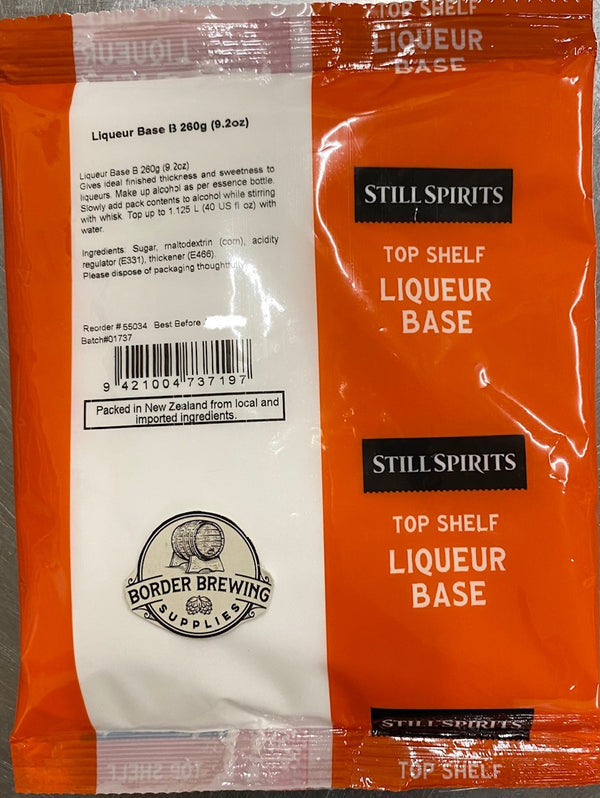 TOP SHELF
LIQUEUR
BASE
LIQUEUR
Liqueur Base B 260g (9.2oz)
Liqueur Base B 260g (9.2oz)
Gives ideal finished thickness and sweetness to
liqueurs. Make up alcohol as per essence bottle.
Slowly add pack contents to alcohol while stirring
with whisk. Top up to 1.125 L (40 US fl oz) with
water.
Ingredients: Sugar, maltodextrin (corn), acidity
regulator (E331), thickener (E466).
Please dispose of packaging
Reorder # 55034 Best Before
Batch#01737
9 421004 737197
Packed in New Zealand from local and
imported ingredients.
BORDER BREWING
SUPPLIES
STILL SPIRITS
TOP SHELF
LIQUEUR
BASE
STILL SPIRITS
TOP SHELF
LIQUEUR
BASE
STILL SPIRITS
TOP SHELF
TOP SHELF